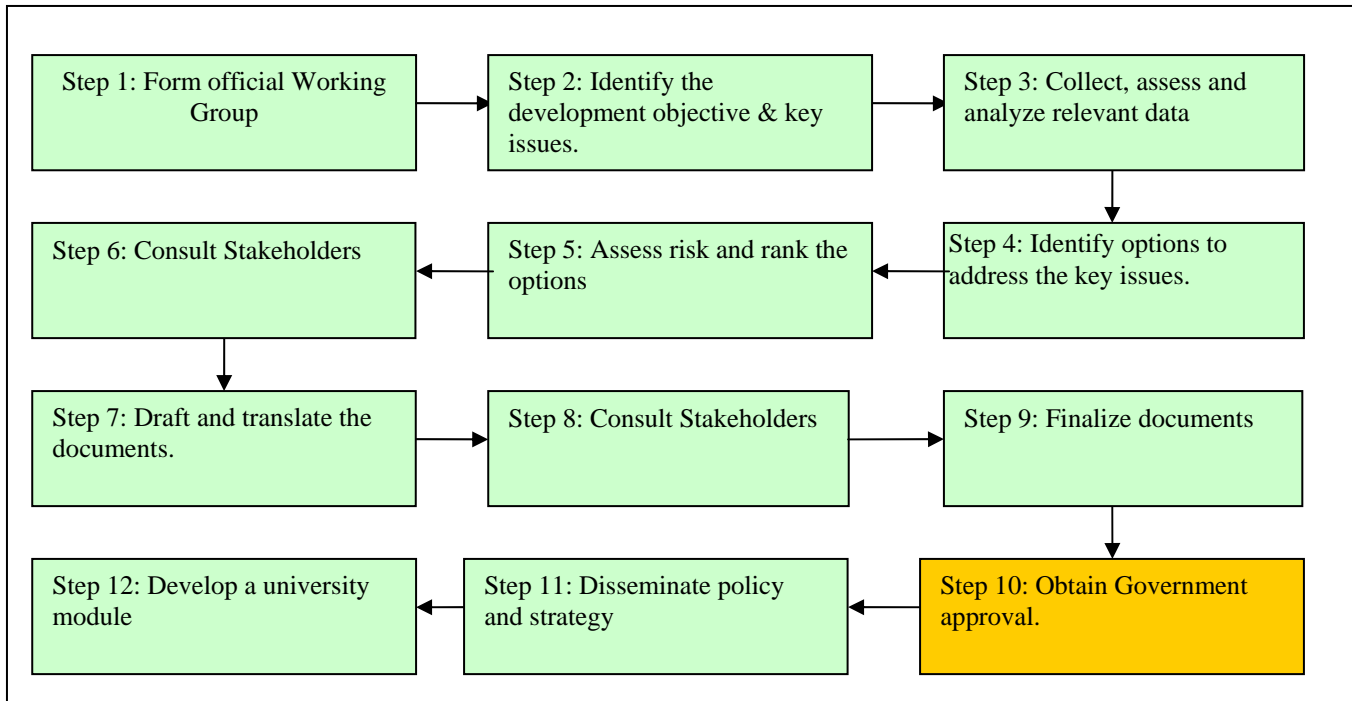 Step 1: Form official Working
Group
Step 2: Identify the
development objective & key
issues.
Step 3: Collect, assess and
analyze relevant data
Step 4: Identify options to
address the key issues.
Step 5: Assess risk and rank the
options
Step 6: Consult Stakeholders
Step 7: Draft and translate the
documents.
Step 8: Consult Stakeholders
Step 9: Finalize documents
Step 10: Obtain Government
approval.
Step 11: Disseminate policy
and strategy
Step 12: Develop a university
module